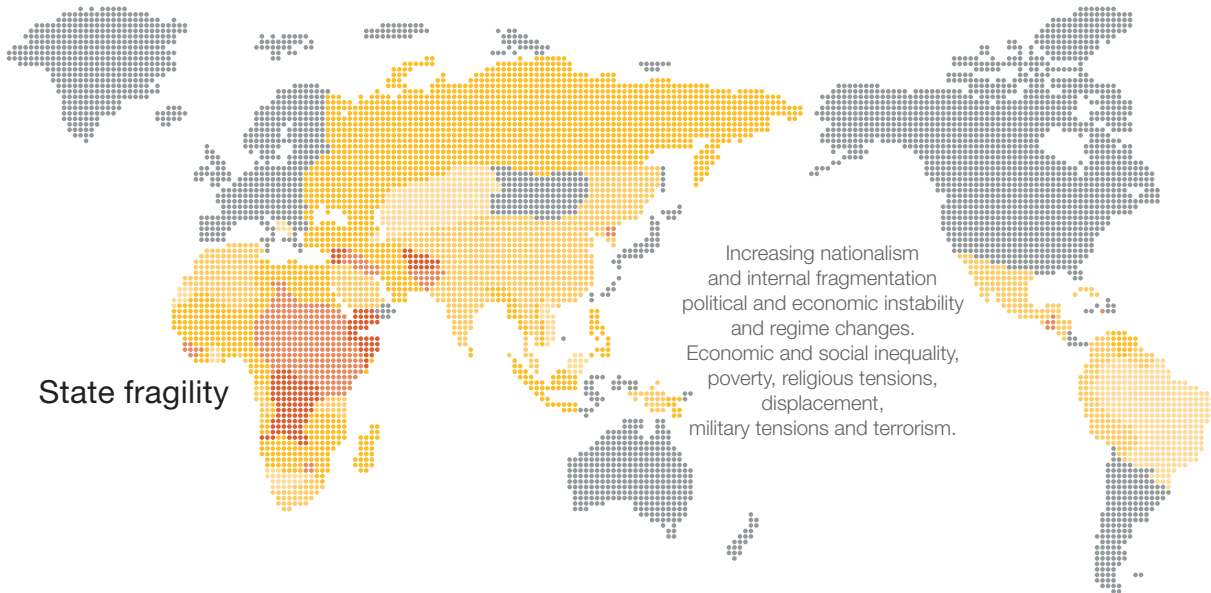 Increasing nationalism
and internal fragmentation
political and economic instability
and regime changes.
Economic and social inequality,
poverty, religious tensions,
displacement,
military tensions and terrorism.
State fragility